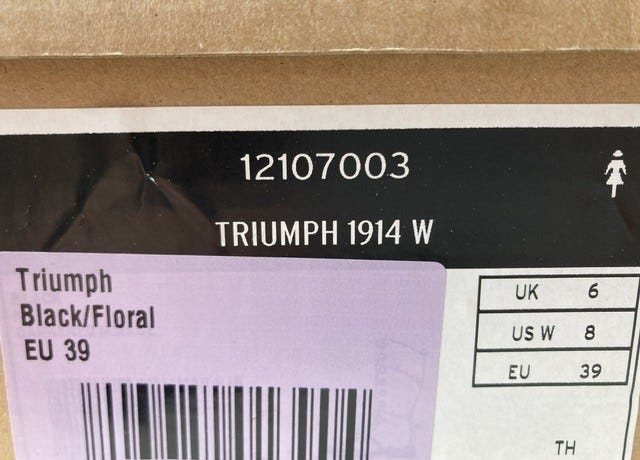 12107003
TRIUMPH 1914 W
Triumph
Black/Floral
EU 39
UK 6
US W 8
EU 39
TH